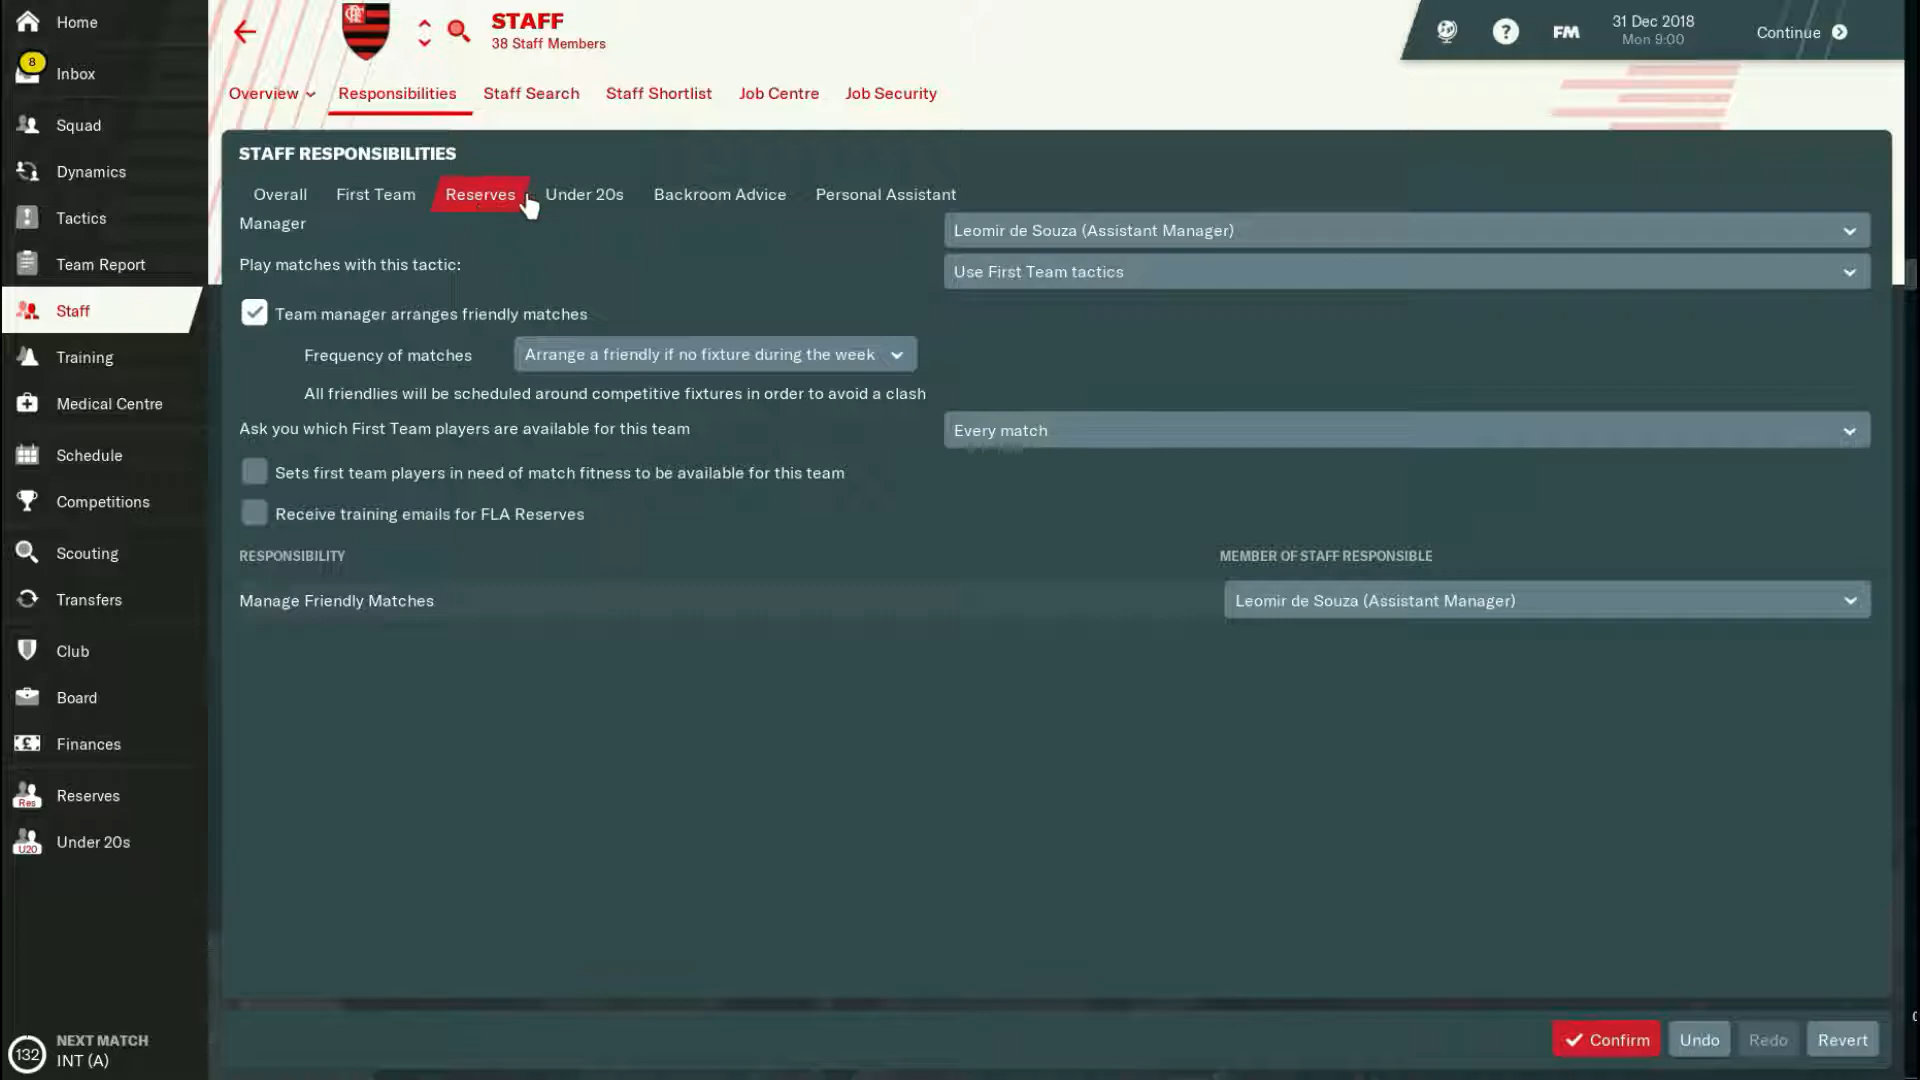 Home
8
Inbox
Squad
Dynamics
Tactics
Team Report
Staff
Training
Medical Centre
Schedule
Competitions
Scouting
Transfers
Club
Board
Finances
Res
Reserves
U20
Under 20s
132
NEXT MATCH
INT (A)
STAFF
38 Staff Members
?
FM
31 Dec 2018
Mon 9:00
Continue
Overview
Responsibilities
Staff Search
Staff Shortlist
Job Centre
Job Security
STAFF RESPONSIBILITIES
Overall
First Team
Reserves
Under 20s
Backroom Advice
Personal Assistant
Manager
Leomir de Souza (Assistant Manager)
Play matches with this tactic:
Use First Team tactics
Team manager arranges friendly matches
Frequency of matches
Arrange a friendly if no fixture during the week
All friendlies will be scheduled around competitive fixtures in order to avoid a clash
Ask you which First Team players are available for this team
Every match
Sets first team players in need of match fitness to be available for this team
Receive training emails for FLA Reserves
RESPONSIBILITY
MEMBER OF STAFF RESPONSIBLE
Manage Friendly Matches
Leomir de Souza (Assistant Manager)
Confirm
Undo
Redo
Revert